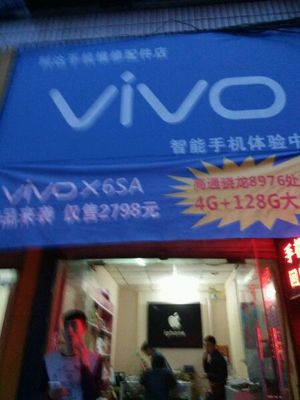 手机维修配件店
vivo
智能手机体验中
vivo X6SA
品来袭 仅售2798元
高通骁龙8976处
4G+128G大
iphone
手